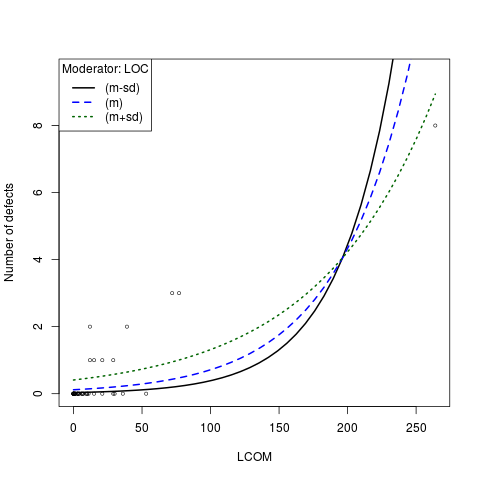 Moderator: LOC
(m-sd)
(m)
(m+sd)
Number of defects
8
6
4
2
0
0 50 100 150 200 250
LCOM